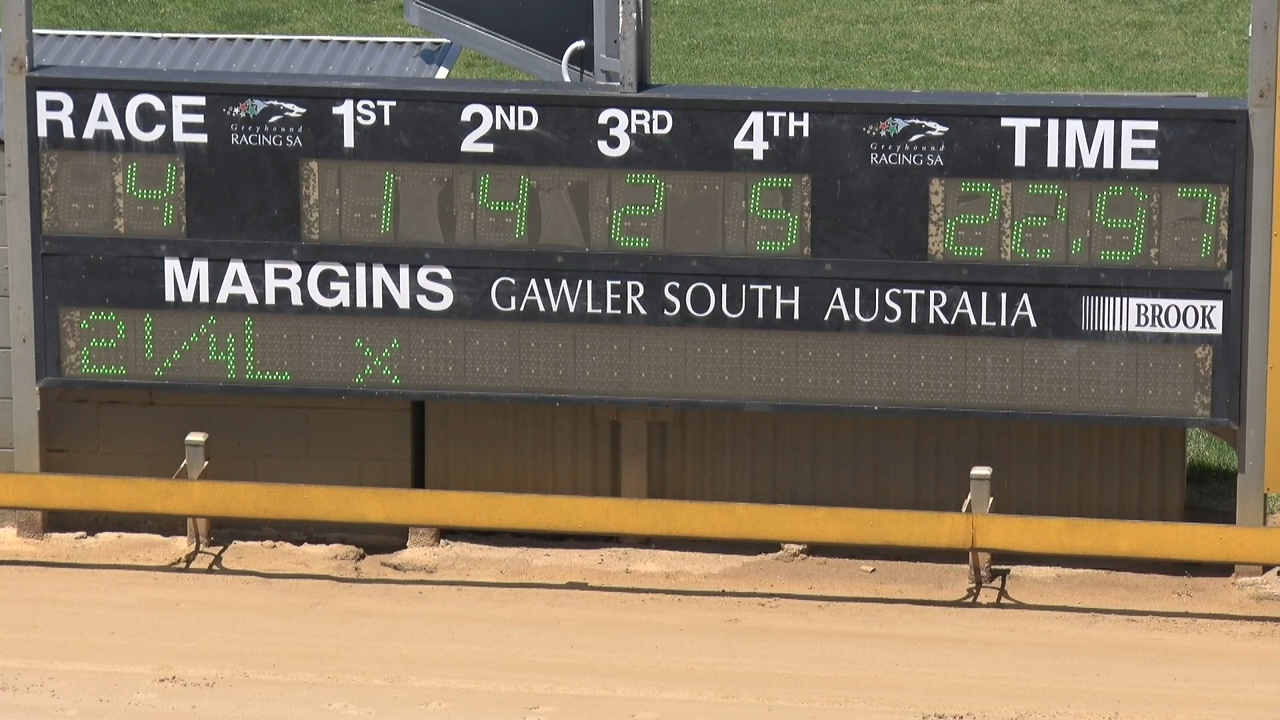 RACE Greyhound RACING SA 1ST 2ND 3RD 4TH Greyhound RACING SA TIME
4 1 4 2 5 22.97
MARGINS GAWLER SOUTH AUSTRALIA BROOK
2 1/4L X